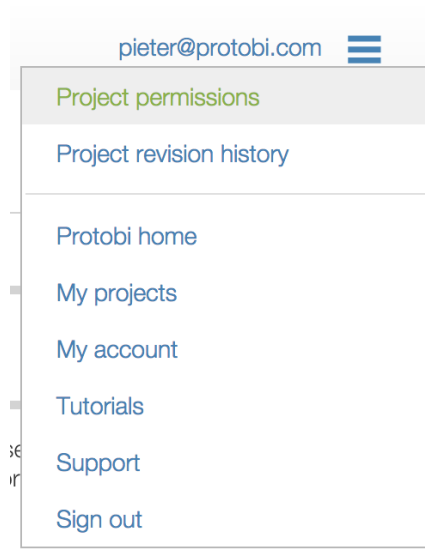 pieter@protobi.com
Project permissions
Project revision history
Protobi home
My projects
My account
Tutorials
Support
Sign out